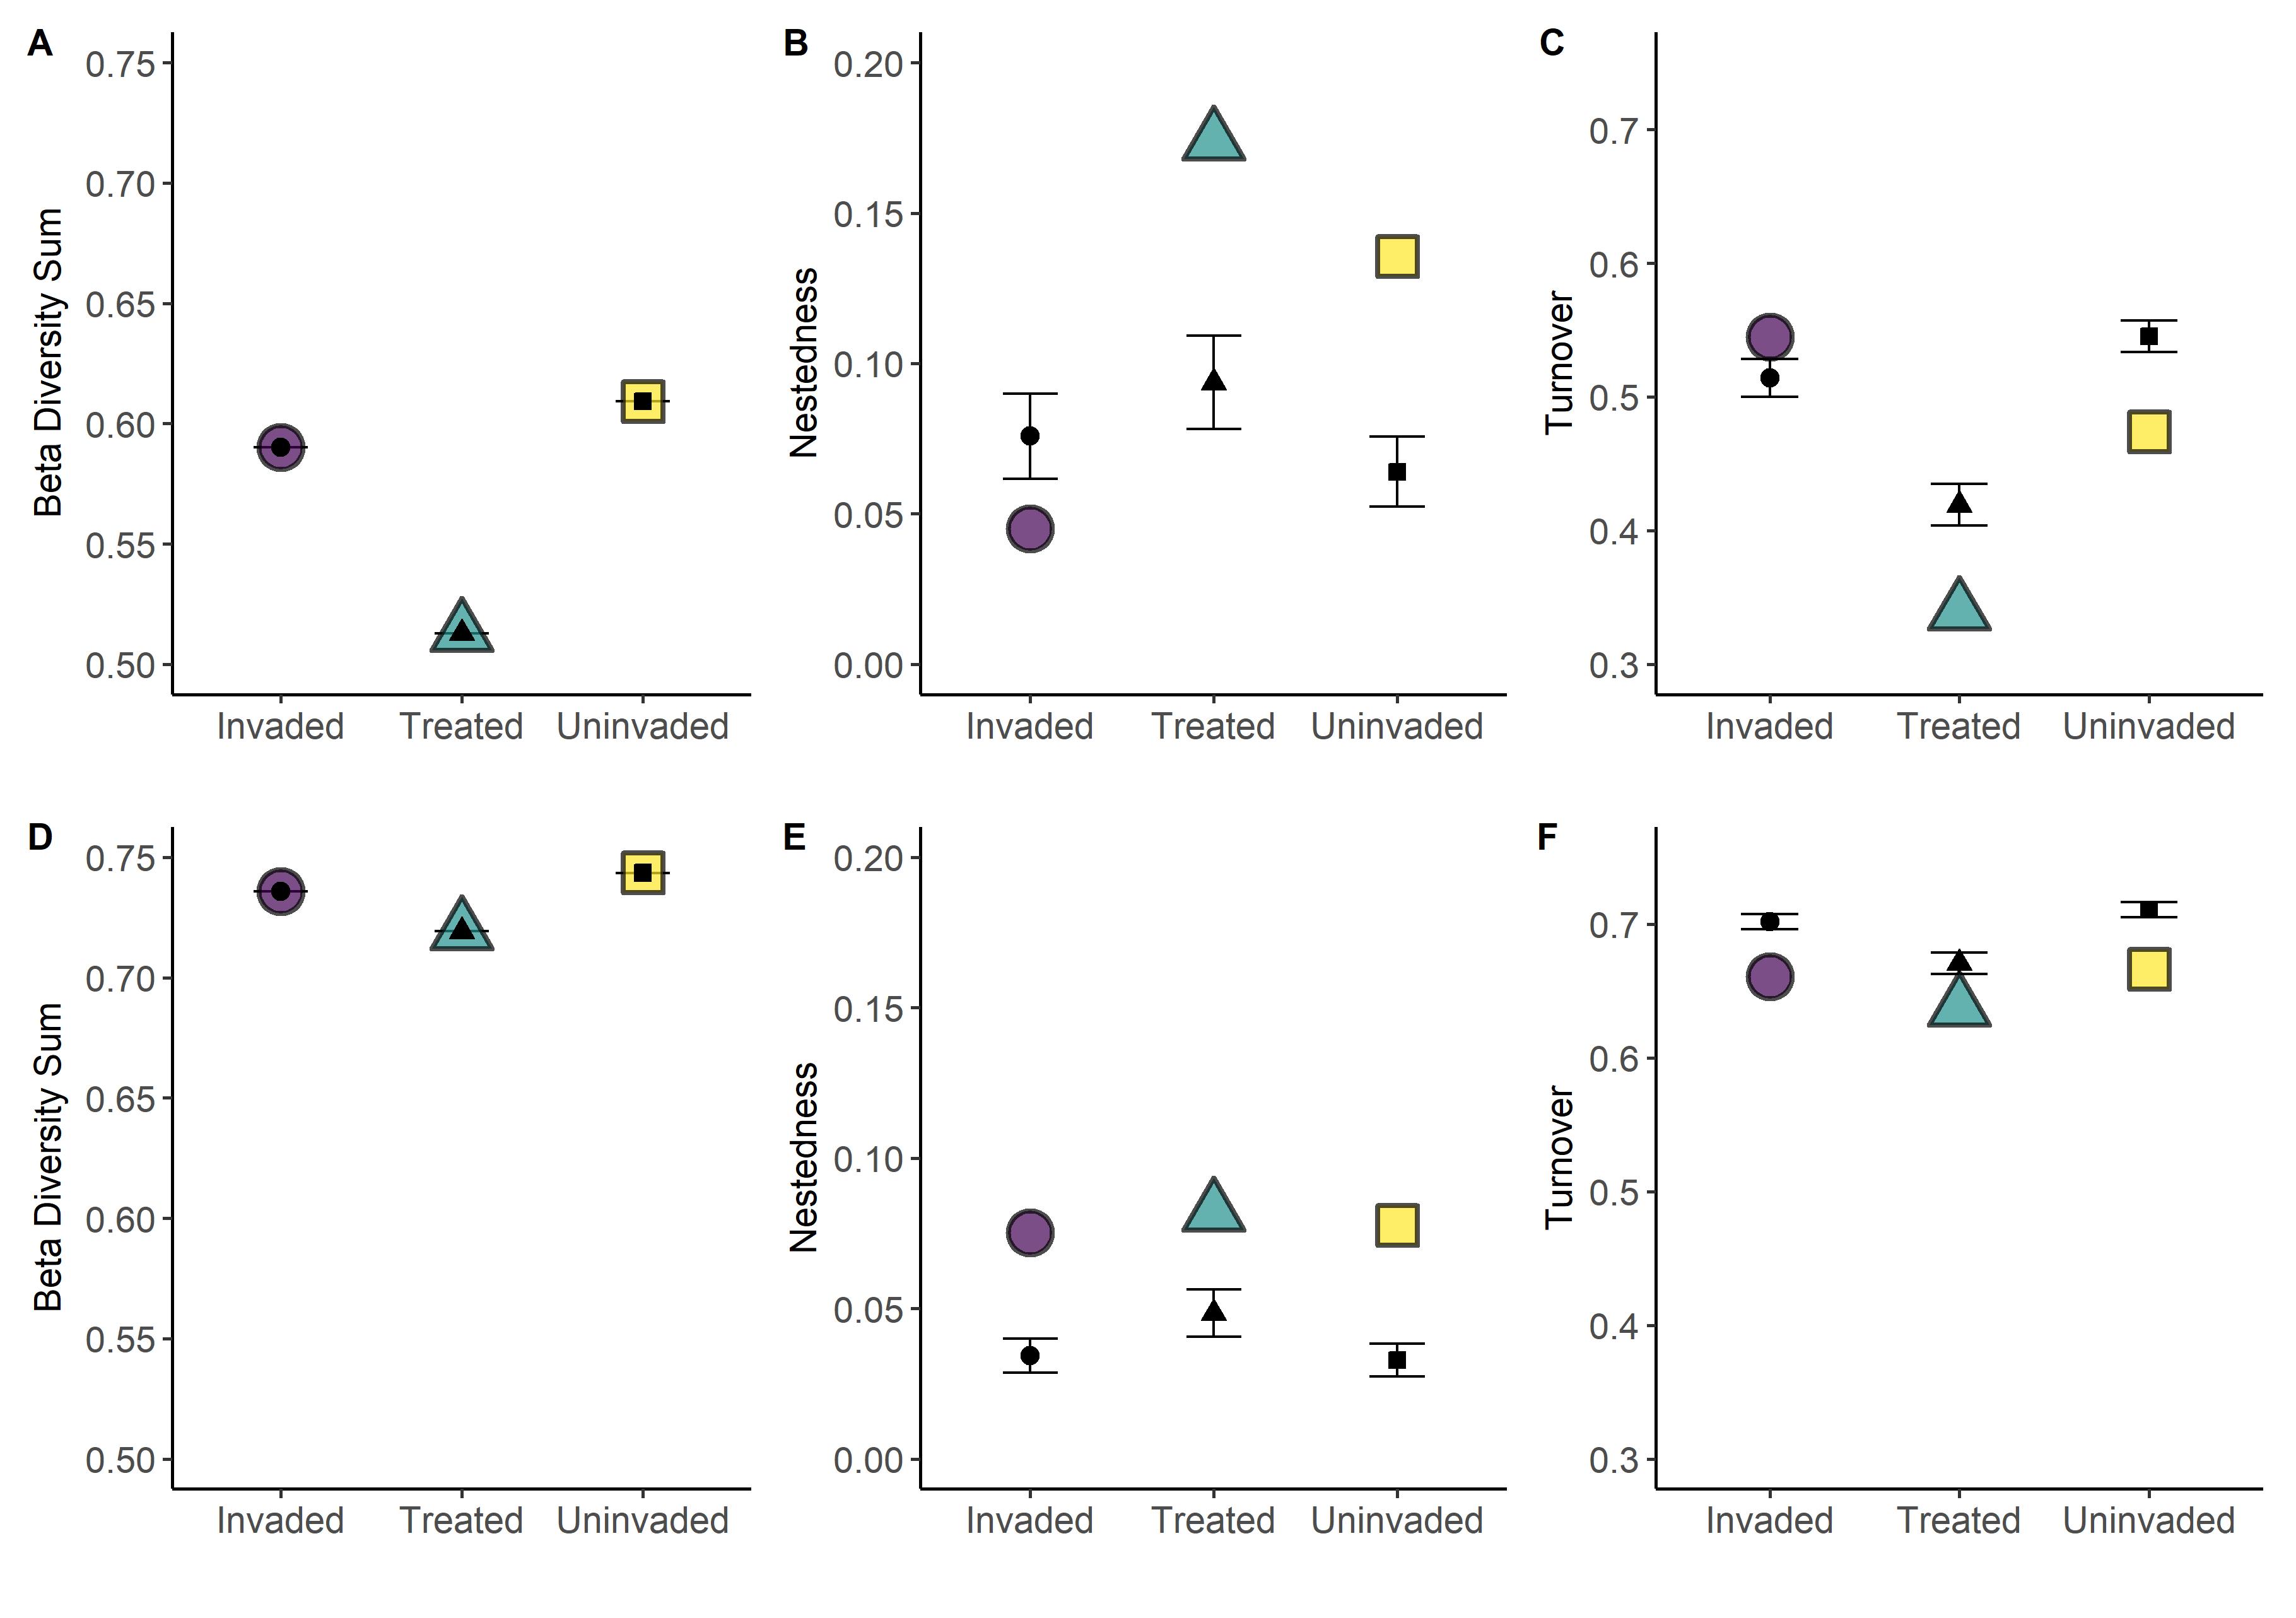 A
Beta Diversity Sum
0.75
0.70
0.65
0.60
0.55
0.50
Invaded Treated Uninvaded
B
Nestedness
0.20
0.15
0.10
0.05
0.00
Invaded Treated Uninvaded
C
Turnover
0.7
0.6
0.5
0.4
0.3
Invaded Treated Uninvaded
D
Beta Diversity Sum
0.75
0.70
0.65
0.60
0.55
0.50
Invaded Treated Uninvaded
E
Nestedness
0.20
0.15
0.10
0.05
0.00
Invaded Treated Uninvaded
F
Turnover
0.7
0.6
0.5
0.4
0.3
Invaded Treated Uninvaded